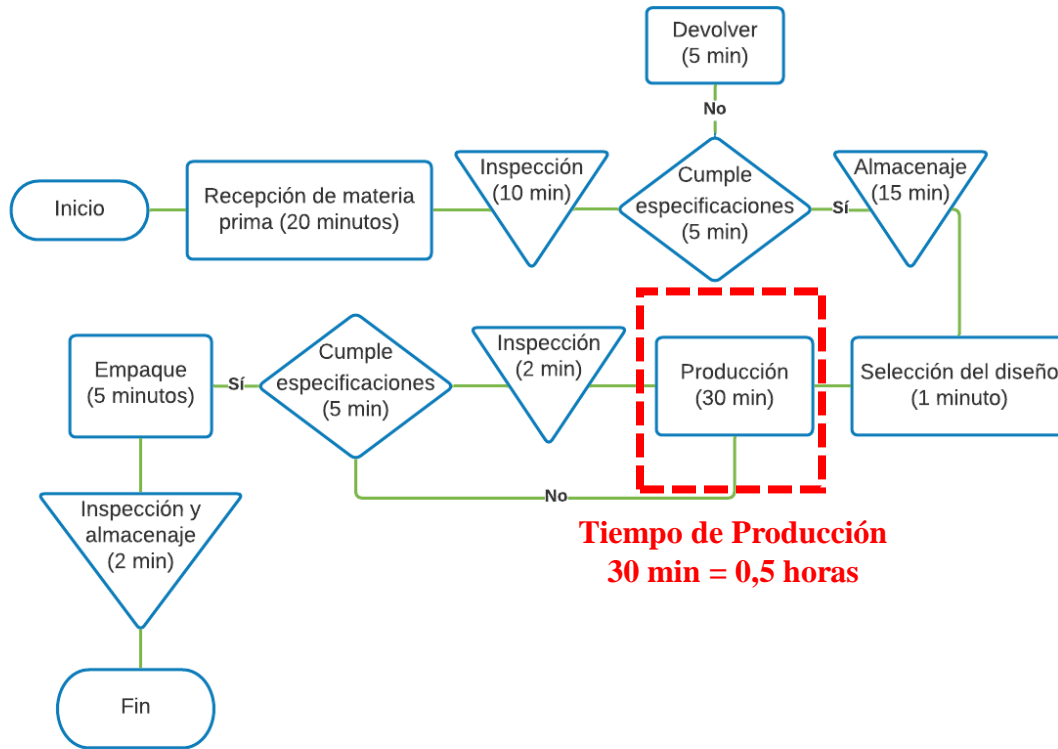 Devolver
(5 min)
No
Inicio
Recepción de materia
prima (20 minutos)
Inspección
(10 min)
Cumple
especificaciones
(5 min)
Sí
Almacenaje
(15 min)
Selección del diseño
(1 minuto)
Producción
(30 min)
Inspección
(2 min)
Cumple
especificaciones
(5 min)
No
Sí
Empaque
(5 minutos)
Inspección y
almacenaje
(2 min)
Fin
Tiempo de Producción
30 min = 0,5 horas